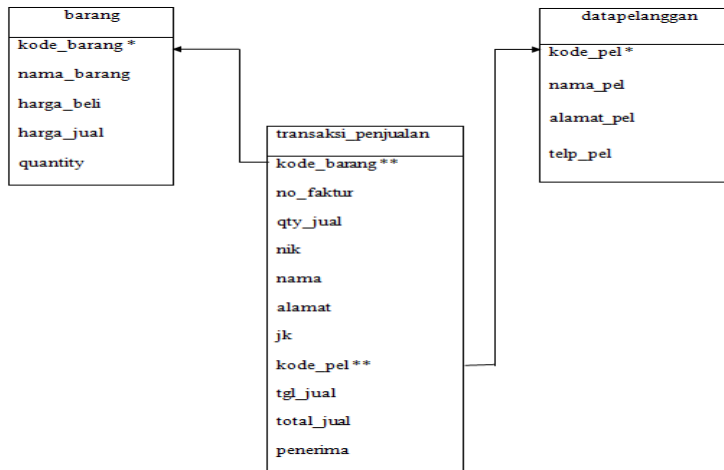 barang
kode_barang *
nama_barang
harga_beli
harga_jual
quantity
datapelanggan
kode_pel *
nama_pel
alamat_pel
telp_pel
transaksi_penjualan
kode_barang **
no_faktur
qty_jual
nik
nama
alamat
jk
kode_pel **
tgl_jual
total_jual
penerima